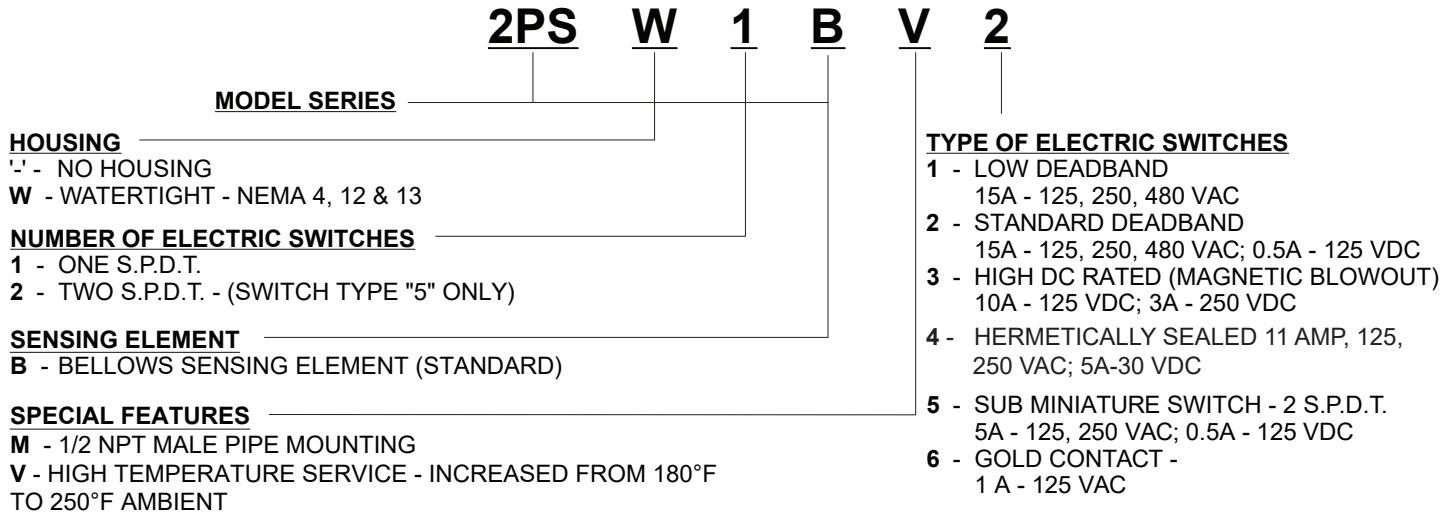 2PS W 1 B V 2
MODEL SERIES
HOUSING
'-' - NO HOUSING
W - WATERTIGHT - NEMA 4, 12 & 13
NUMBER OF ELECTRIC SWITCHES
1 - ONE S.P.D.T.
2 - TWO S.P.D.T. - (SWITCH TYPE "5" ONLY)
SENSING ELEMENT
B - BELLOWS SENSING ELEMENT (STANDARD)
SPECIAL FEATURES
M - 1/2 NPT MALE PIPE MOUNTING
V - HIGH TEMPERATURE SERVICE - INCREASED FROM 180°F
TO 250°F AMBIENT
TYPE OF ELECTRIC SWITCHES
1 - LOW DEADBAND
15A - 125, 250, 480 VAC
2 - STANDARD DEADBAND
15A - 125, 250, 480 VAC; 0.5A - 125 VDC
3 - HIGH DC RATED (MAGNETIC BLOWOUT)
10A - 125 VDC; 3A - 250 VDC
4 - HERMETICALLY SEALED 11 AMP, 125,
250 VAC; 5A-30 VDC
5 - SUB MINIATURE SWITCH - 2 S.P.D.T.
5A - 125, 250 VAC; 0.5A - 125 VDC
6 - GOLD CONTACT -
1 A - 125 VAC